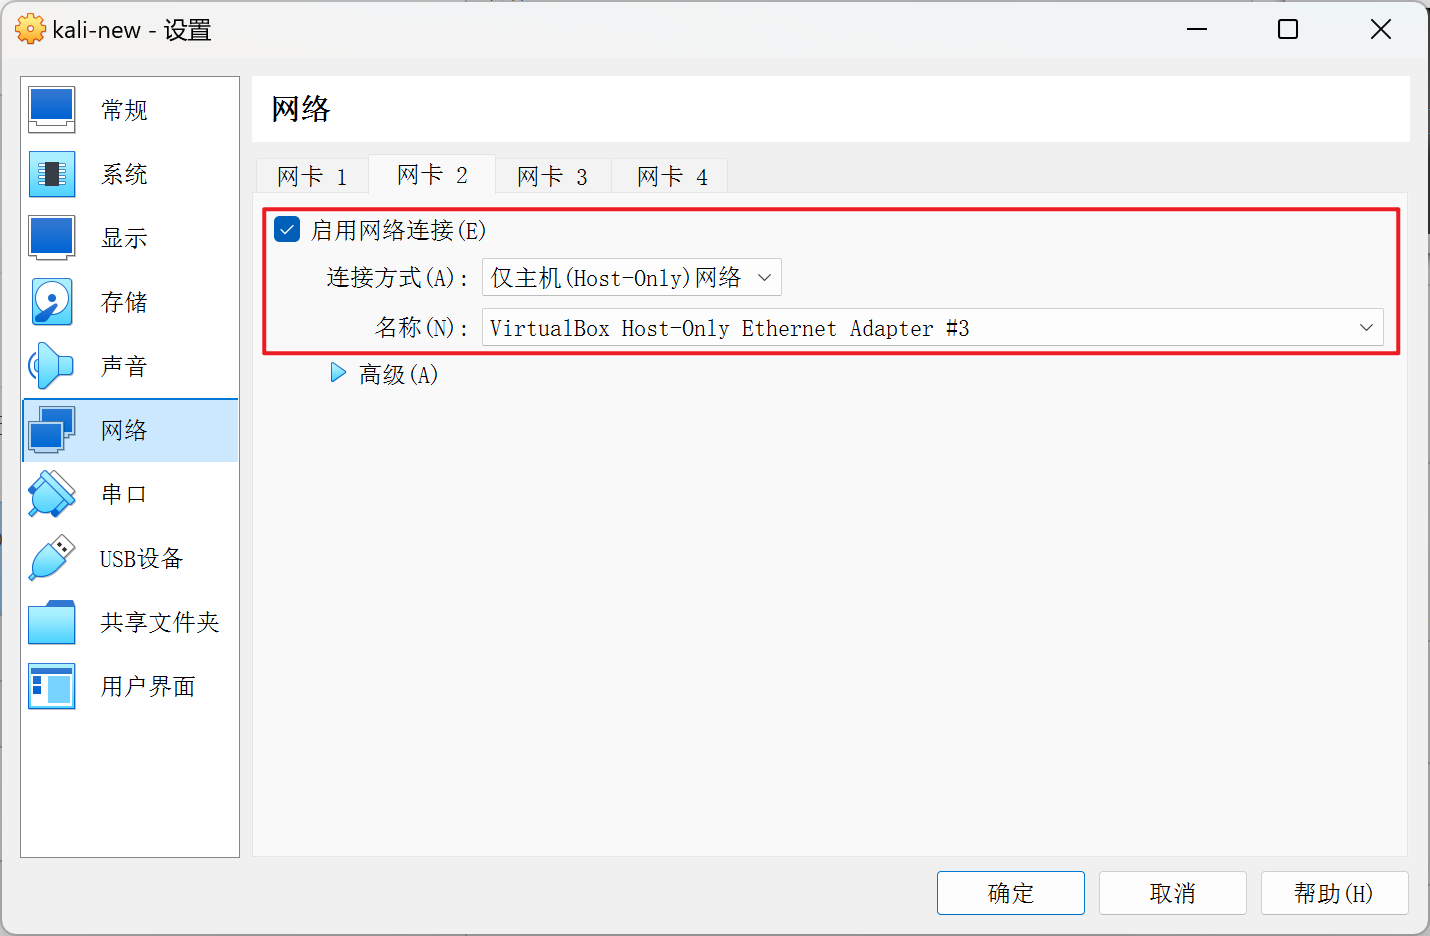 kali-new - 设置
常规
系统
显示
存储
声音
网络
串口
USB设备
共享文件夹
用户界面
网络
网卡 1
网卡 2
网卡 3
网卡 4
启用网络连接(E)
连接方式(A):
仅主机(Host-Only)网络
名称(N):
VirtualBox Host-Only Ethernet Adapter #3
高级(A)
确定
取消
帮助(H)